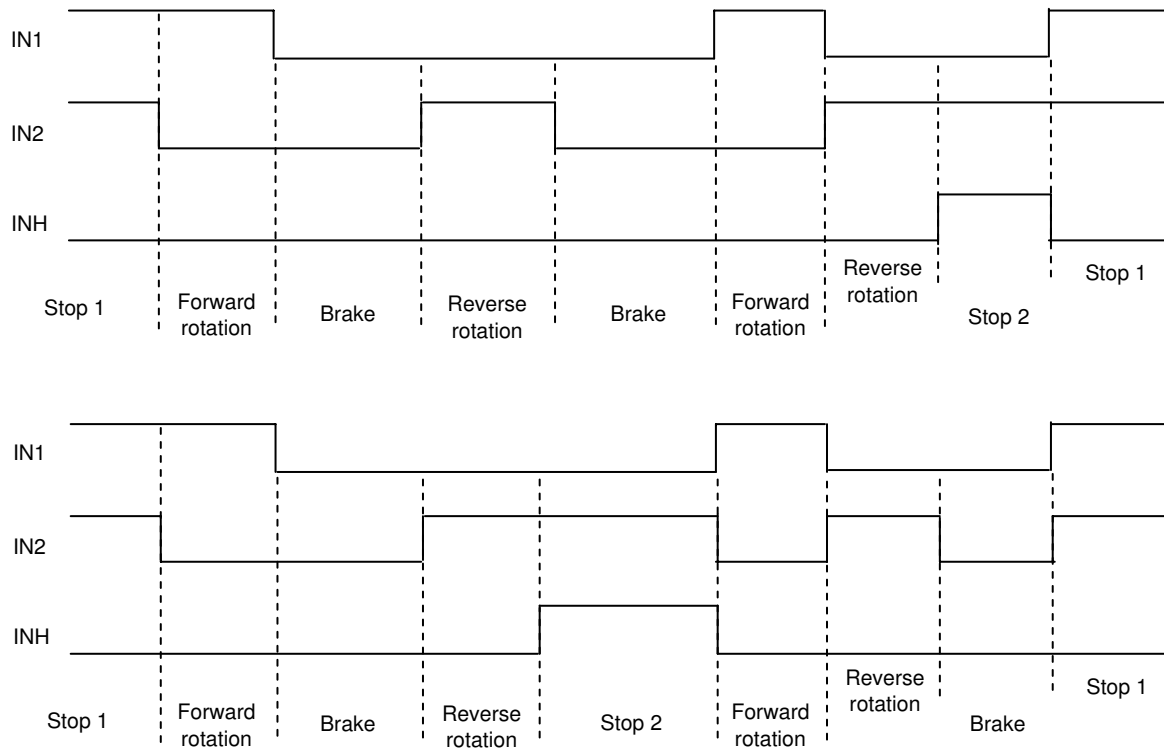 IN1
IN2
INH
Stop 1
Forward
rotation
Brake
Reverse
rotation
Brake
Forward
rotation
Reverse
rotation
Stop 2
Stop 1
IN1
IN2
INH
Stop 1
Forward
rotation
Brake
Reverse
rotation
Stop 2
Forward
rotation
Reverse
rotation
Brake
Stop 1